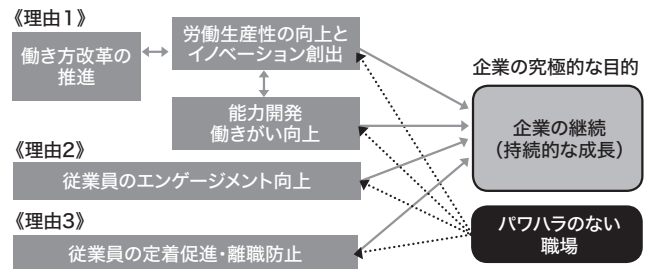 《理由1》
働き方改革の
推進
労働生産性の向上と
イノベーション創出
能力開発
働きがい向上
《理由2》
従業員のエンゲージメント向上
《理由3》
従業員の定着促進・離職防止
企業の究極的な目的
企業の継続
(持続的な成長)
パワハラのない
職場